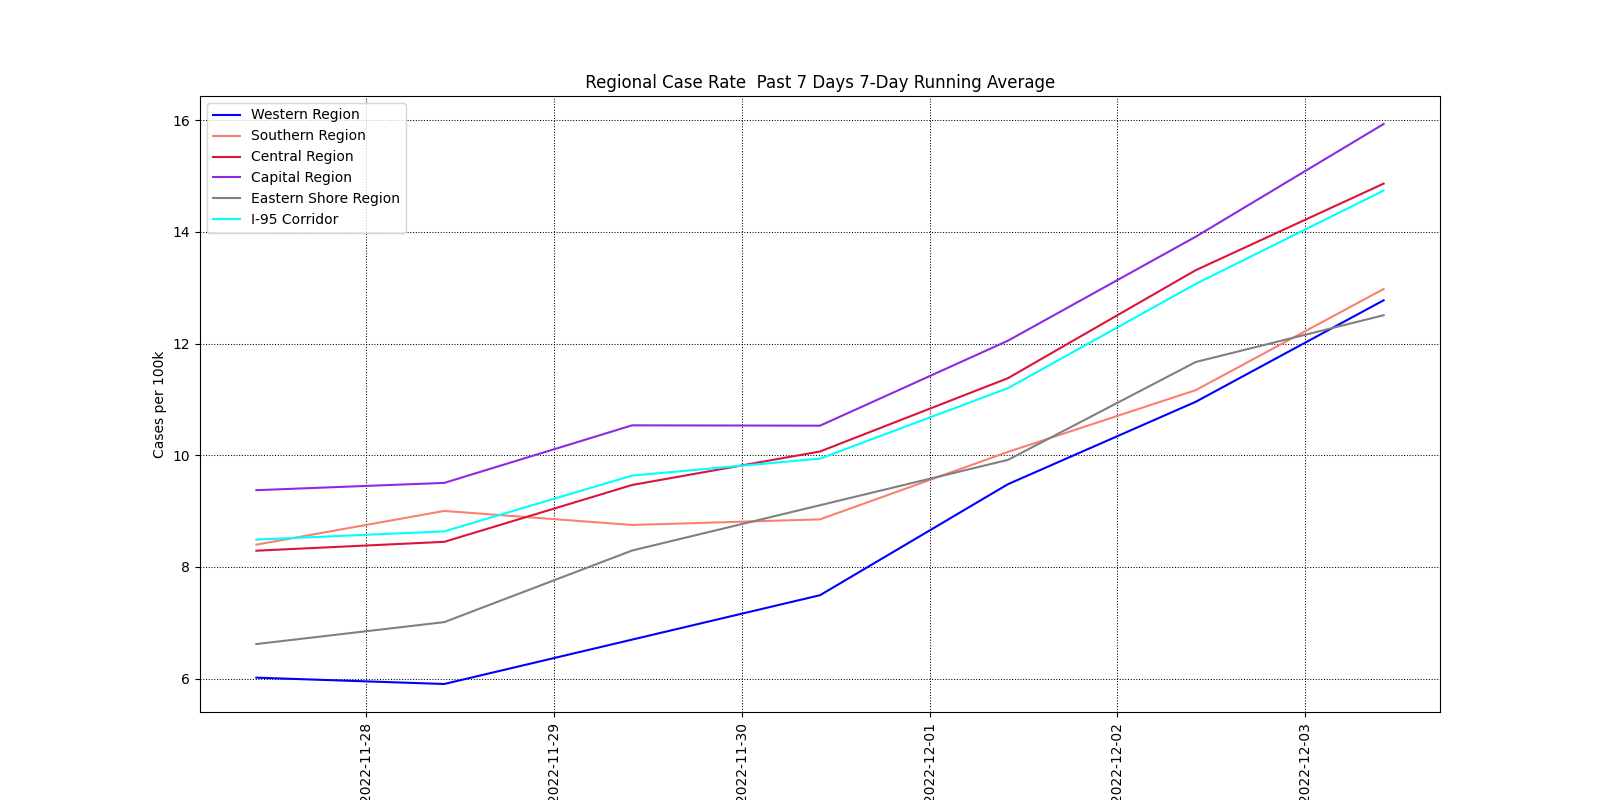 Regional Case Rate  Past 7 Days 7-Day Running Average
Western Region
Southern Region
Central Region
Capital Region
Eastern Shore Region
I-95 Corridor
Cases per 100k
16
14
12
10
8
6
2022-11-28
2022-11-29
2022-11-30
2022-12-01
2022-12-02
2022-12-03